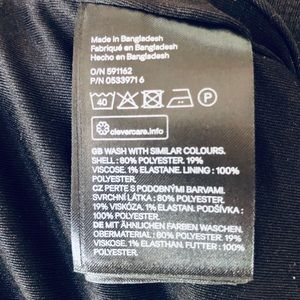 Made in Bangladesh
Fabriqué en Bangladesh
Hecho en Bangladesh
O/N 591162
P/N 0533971 6
40 P
clevercare.info
GB WASH WITH SIMILAR COLOURS.
SHELL: 80% POLYESTER. 19%
VISCOSE. 1% ELASTANE. LINING : 100%
POLYESTER.
CZ PERTE S PODOBNÝMI BARVAMI.
SVRCHNÍ LÁTKA : 80% POLYESTER.
19% VISKÓZA. 1% ELASTAN. PODŠÍVKA :
100% POLYESTER.
DE MIT ÄHNLICHEN FARBEN WASCHEN.
OBERMATERIAL : 80% POLYESTER. 19%
VISKOSE. 1% ELASTHAN. FUTTER : 100%
POLYESTER.